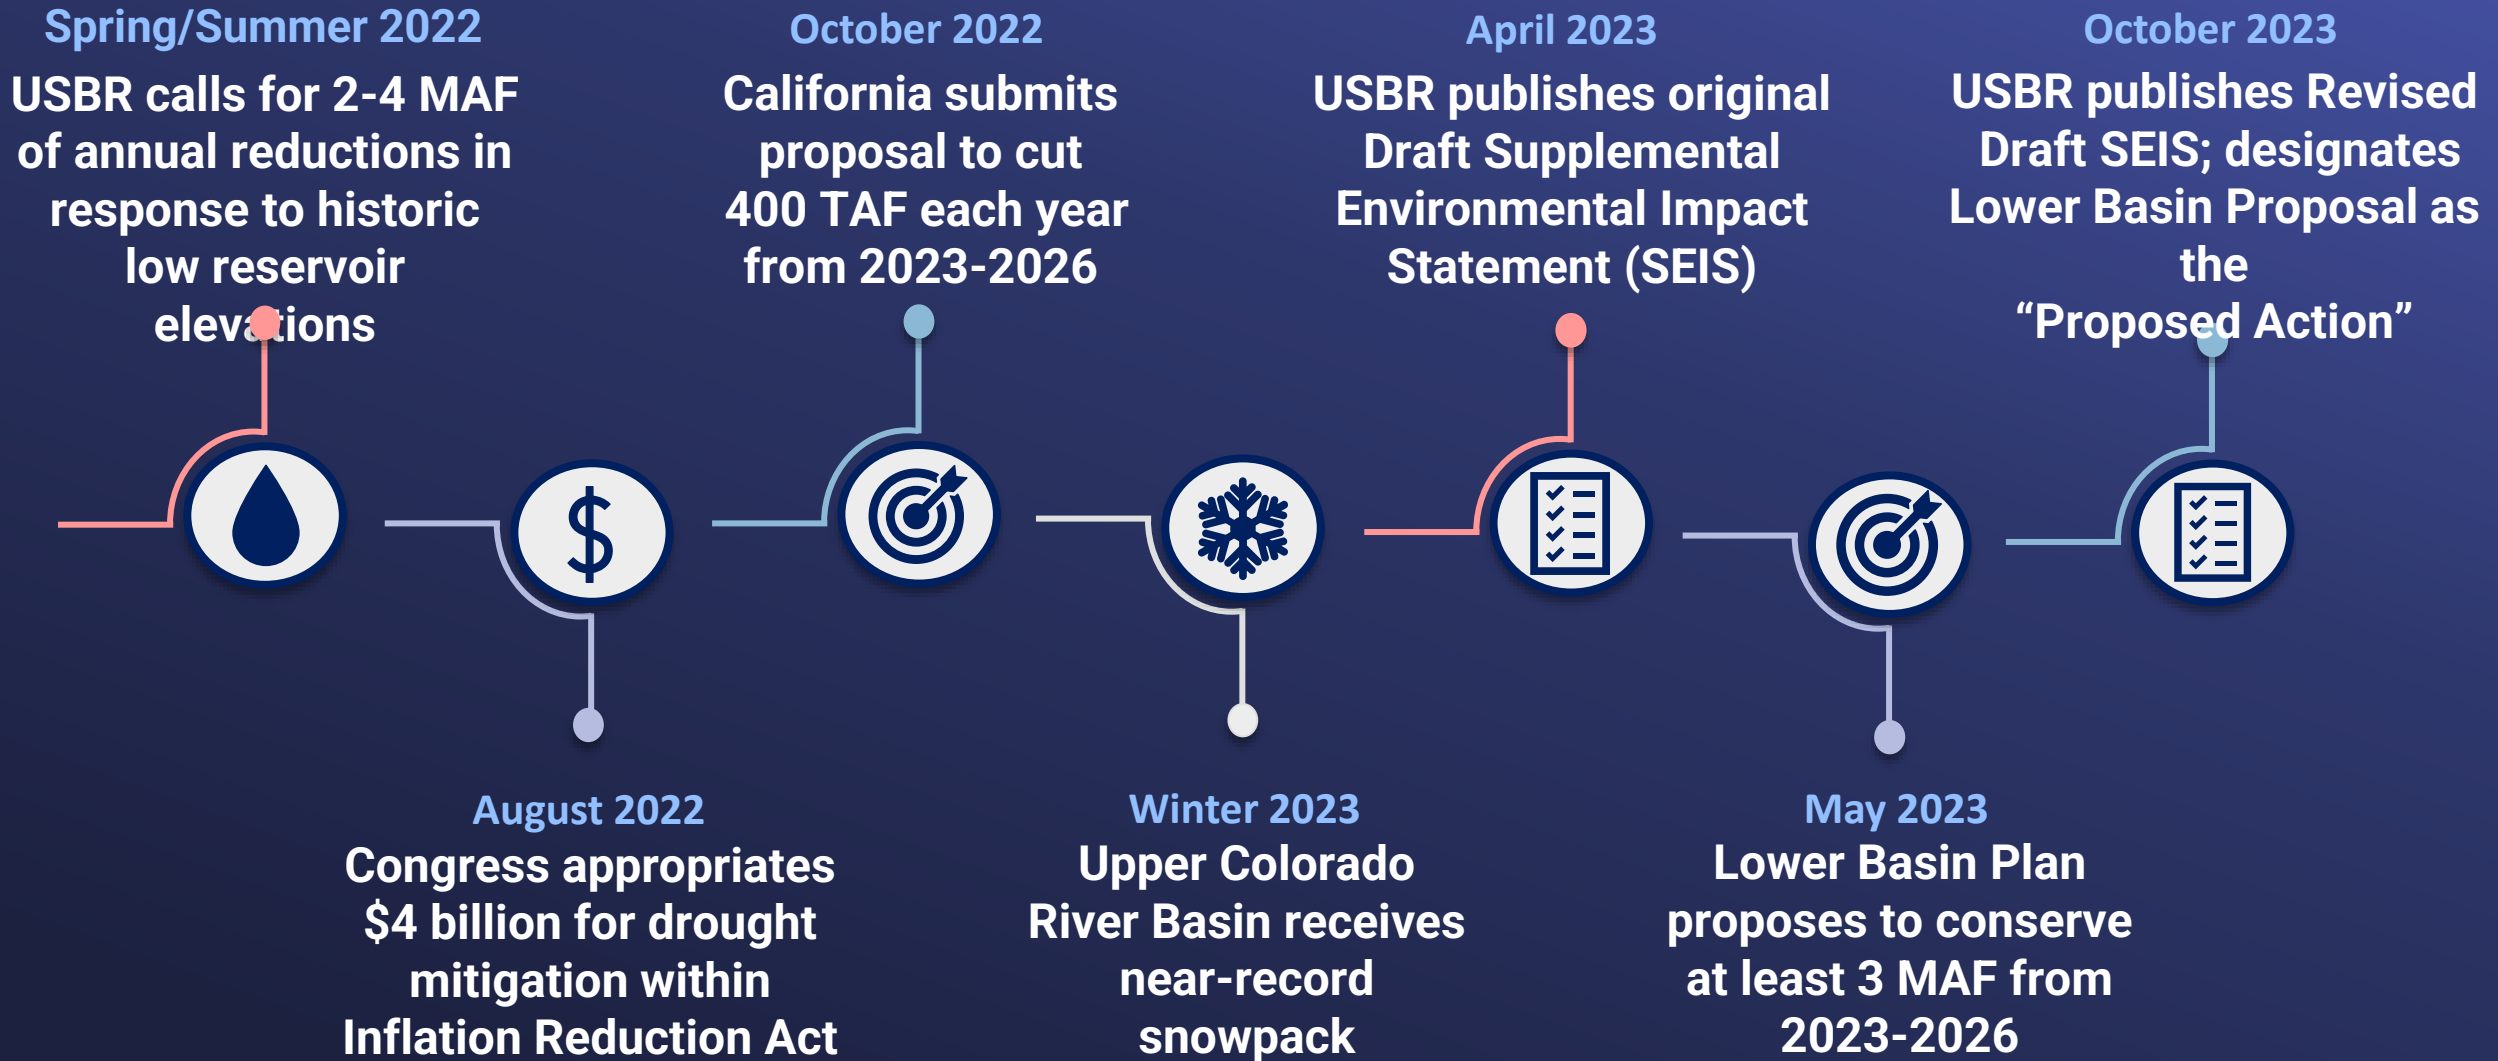 Spring/Summer 2022
USBR calls for 2-4 MAF
of annual reductions in
response to historic
low reservoir
elevations
October 2022
California submits
proposal to cut
400 TAF each year
from 2023-2026
April 2023
USBR publishes original
Draft Supplemental
Environmental Impact
Statement (SEIS)
October 2023
USBR publishes Revised
Draft SEIS; designates
Lower Basin Proposal as
the
“Proposed Action”
August 2022
Congress appropriates
$4 billion for drought
mitigation within
Inflation Reduction Act
Winter 2023
Upper Colorado
River Basin receives
near-record
snowpack
May 2023
Lower Basin Plan
proposes to conserve
at least 3 MAF from
2023-2026